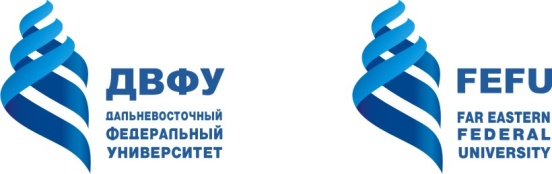 ДВФУ
ДАЛЬНЕВОСТОЧНЫЙ
ФЕДЕРАЛЬНЫЙ
УНИВЕРСИТЕТ
FEFU
FAR EASTERN
FEDERAL
UNIVERSITY